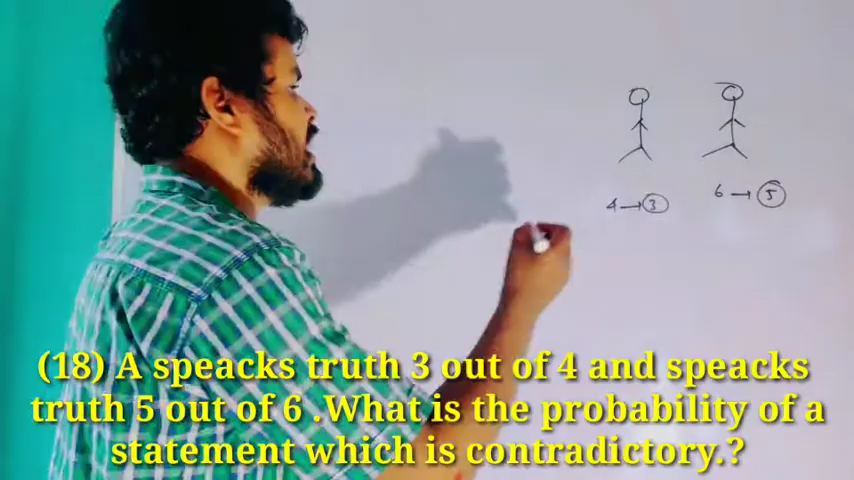 4→3 6→5
(18) A speacks truth 3 out of 4 and speacks
truth 5 out of 6 .What is the probability of a
statement which is contradictory.?